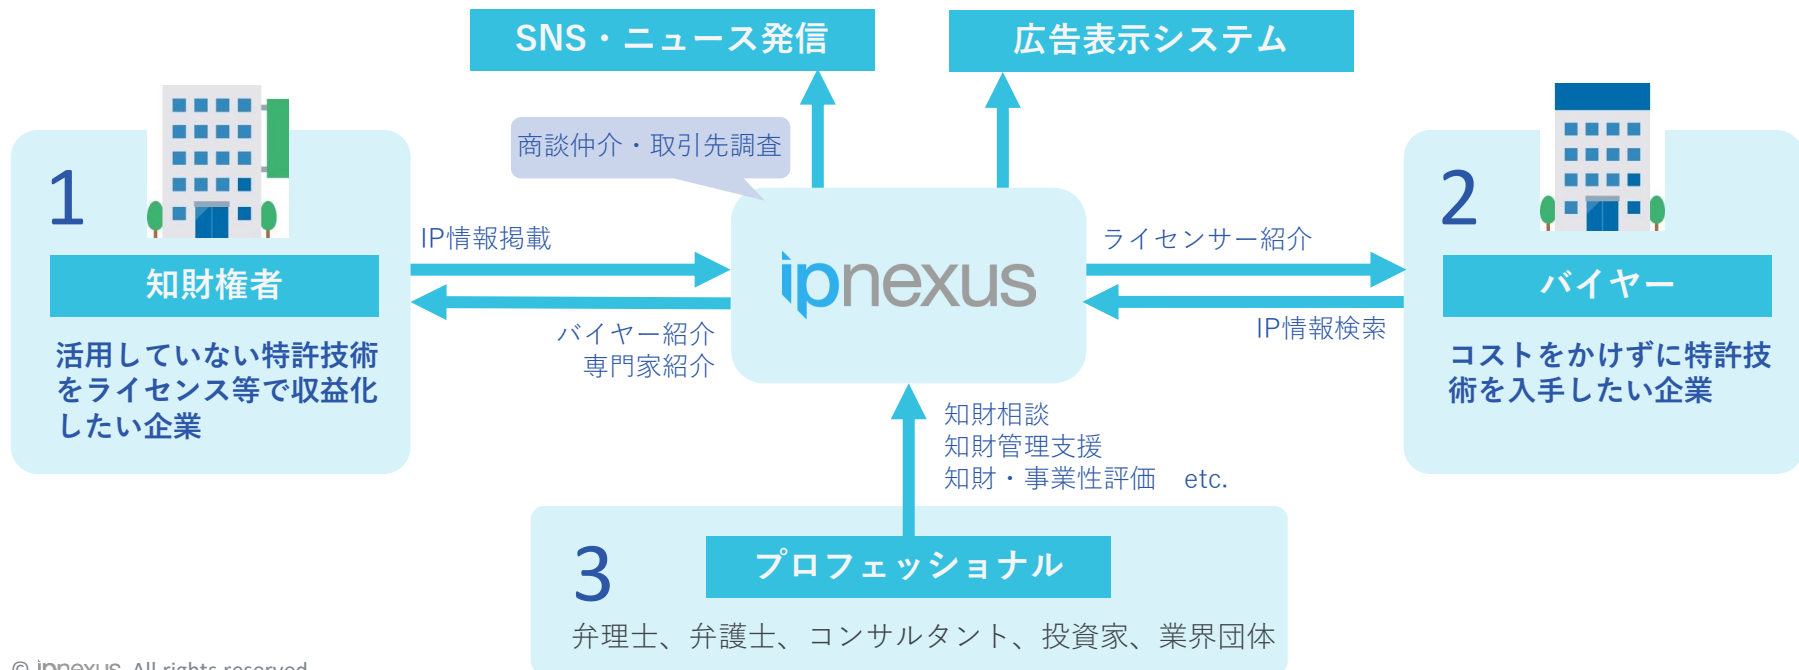 SNS・ニュース発信
広告表示システム
商談仲介・取引先調査
1
知財権者
活用していない特許技術
をライセンス等で収益化
したい企業
IP情報掲載
バイヤー紹介
専門家紹介
ipnexus
ライセンサー紹介
IP情報検索
2
バイヤー
コストをかけずに特許技
術を入手したい企業
知財相談
知財管理支援
知財・事業性評価 etc.
3
プロフェッショナル
弁理士、弁護士、コンサルタント、投資家、業界団体
© ipnexus All rights reserved